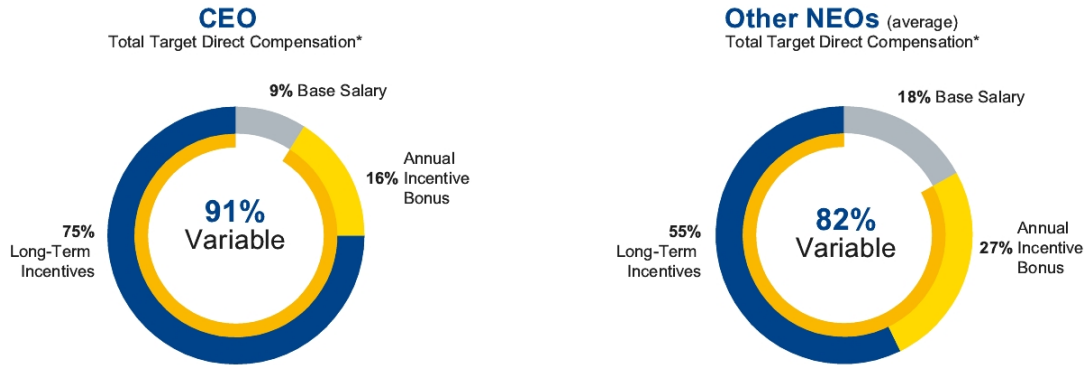 CEO
Total Target Direct Compensation*
9% Base Salary
Annual
16% Incentive
Bonus
91%
Variable
75%
Long-Term
Incentives
Other NEOs (average)
Total Target Direct Compensation*
18% Base Salary
Annual
27% Incentive
Bonus
82%
Variable
55%
Long-Term
Incentives